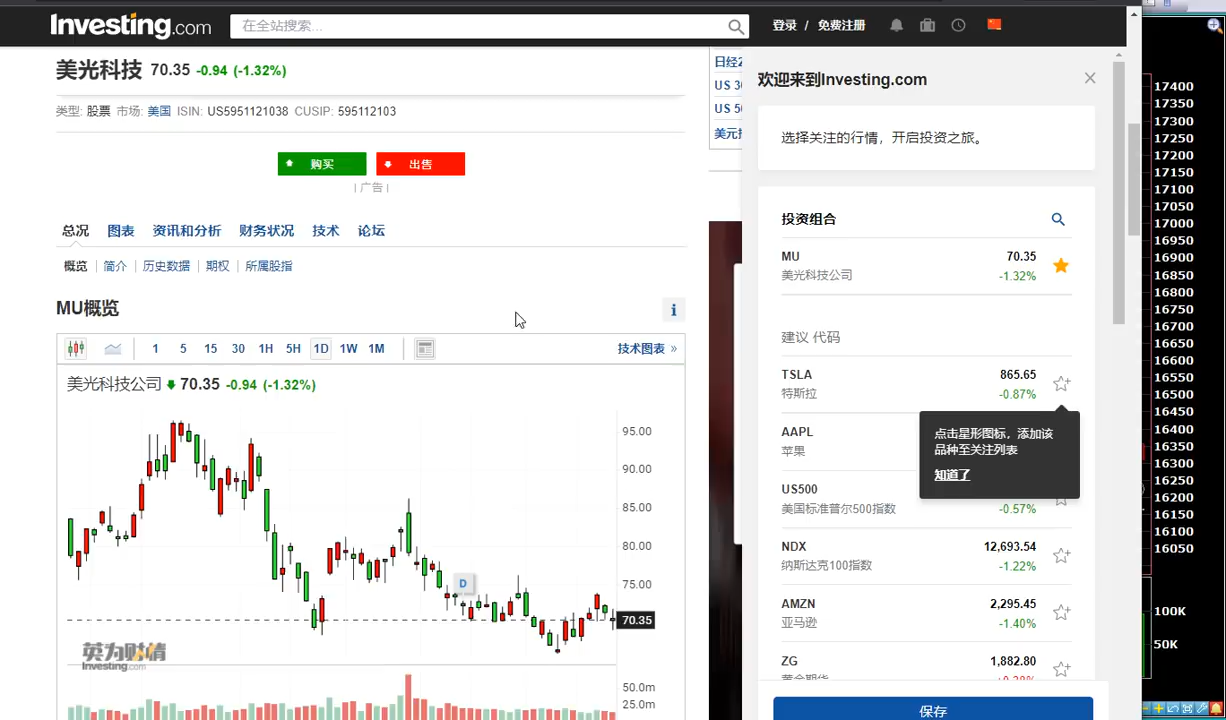 Investing.com
在全站搜索...
登录 / 免费注册
美光科技 70.35 -0.94 (-1.32%)
类型: 股票 市场: 美国 ISIN: US5951121038 CUSIP: 595112103
购买
出售
| 广告 |
总况 图表 资讯和分析 财务状况 技术 论坛
概览 简介 历史数据 期权 所属股指
MU概览
i
1 5 15 30 1H 5H 1D 1W 1M
技术图表 »
美光科技公司 70.35 -0.94 (-1.32%)
95.00
90.00
85.00
80.00
75.00
70.35
D
英为财情
Investing.com
50.0m
25.0m
日经2
US 3
US 5
美元
欢迎来到Investing.com
选择关注的行情，开启投资之旅。
投资组合
MU 70.35
美光科技公司 -1.32%
建议 代码
TSLA 865.65
特斯拉 -0.87%
点击星形图标，添加该
品种至关注列表
知道了
AAPL
苹果
US500
美国标准普尔500指数 -0.57%
NDX 12,693.54
纳斯达克100指数 -1.22%
AMZN 2,295.45
亚马逊 -1.40%
ZG 1,882.80
保存
17400
17350
17300
17250
17200
17150
17100
17050
17000
16950
16900
16850
16800
16750
16700
16650
16600
16550
16500
16450
16400
16350
16300
16250
16200
16150
16100
16050
100K
50K